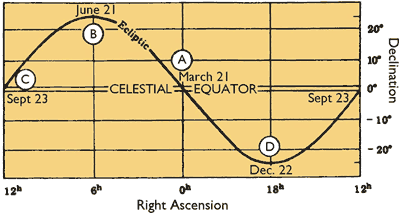 June 21
20°
B
Ecliptic
10°
A
C
March 21
CELESTIAL EQUATOR
0°
Sept 23
Sept 23
Declination
- 10°
D
- 20°
Dec. 22
12h
6h
0h
18h
12h
Right Ascension